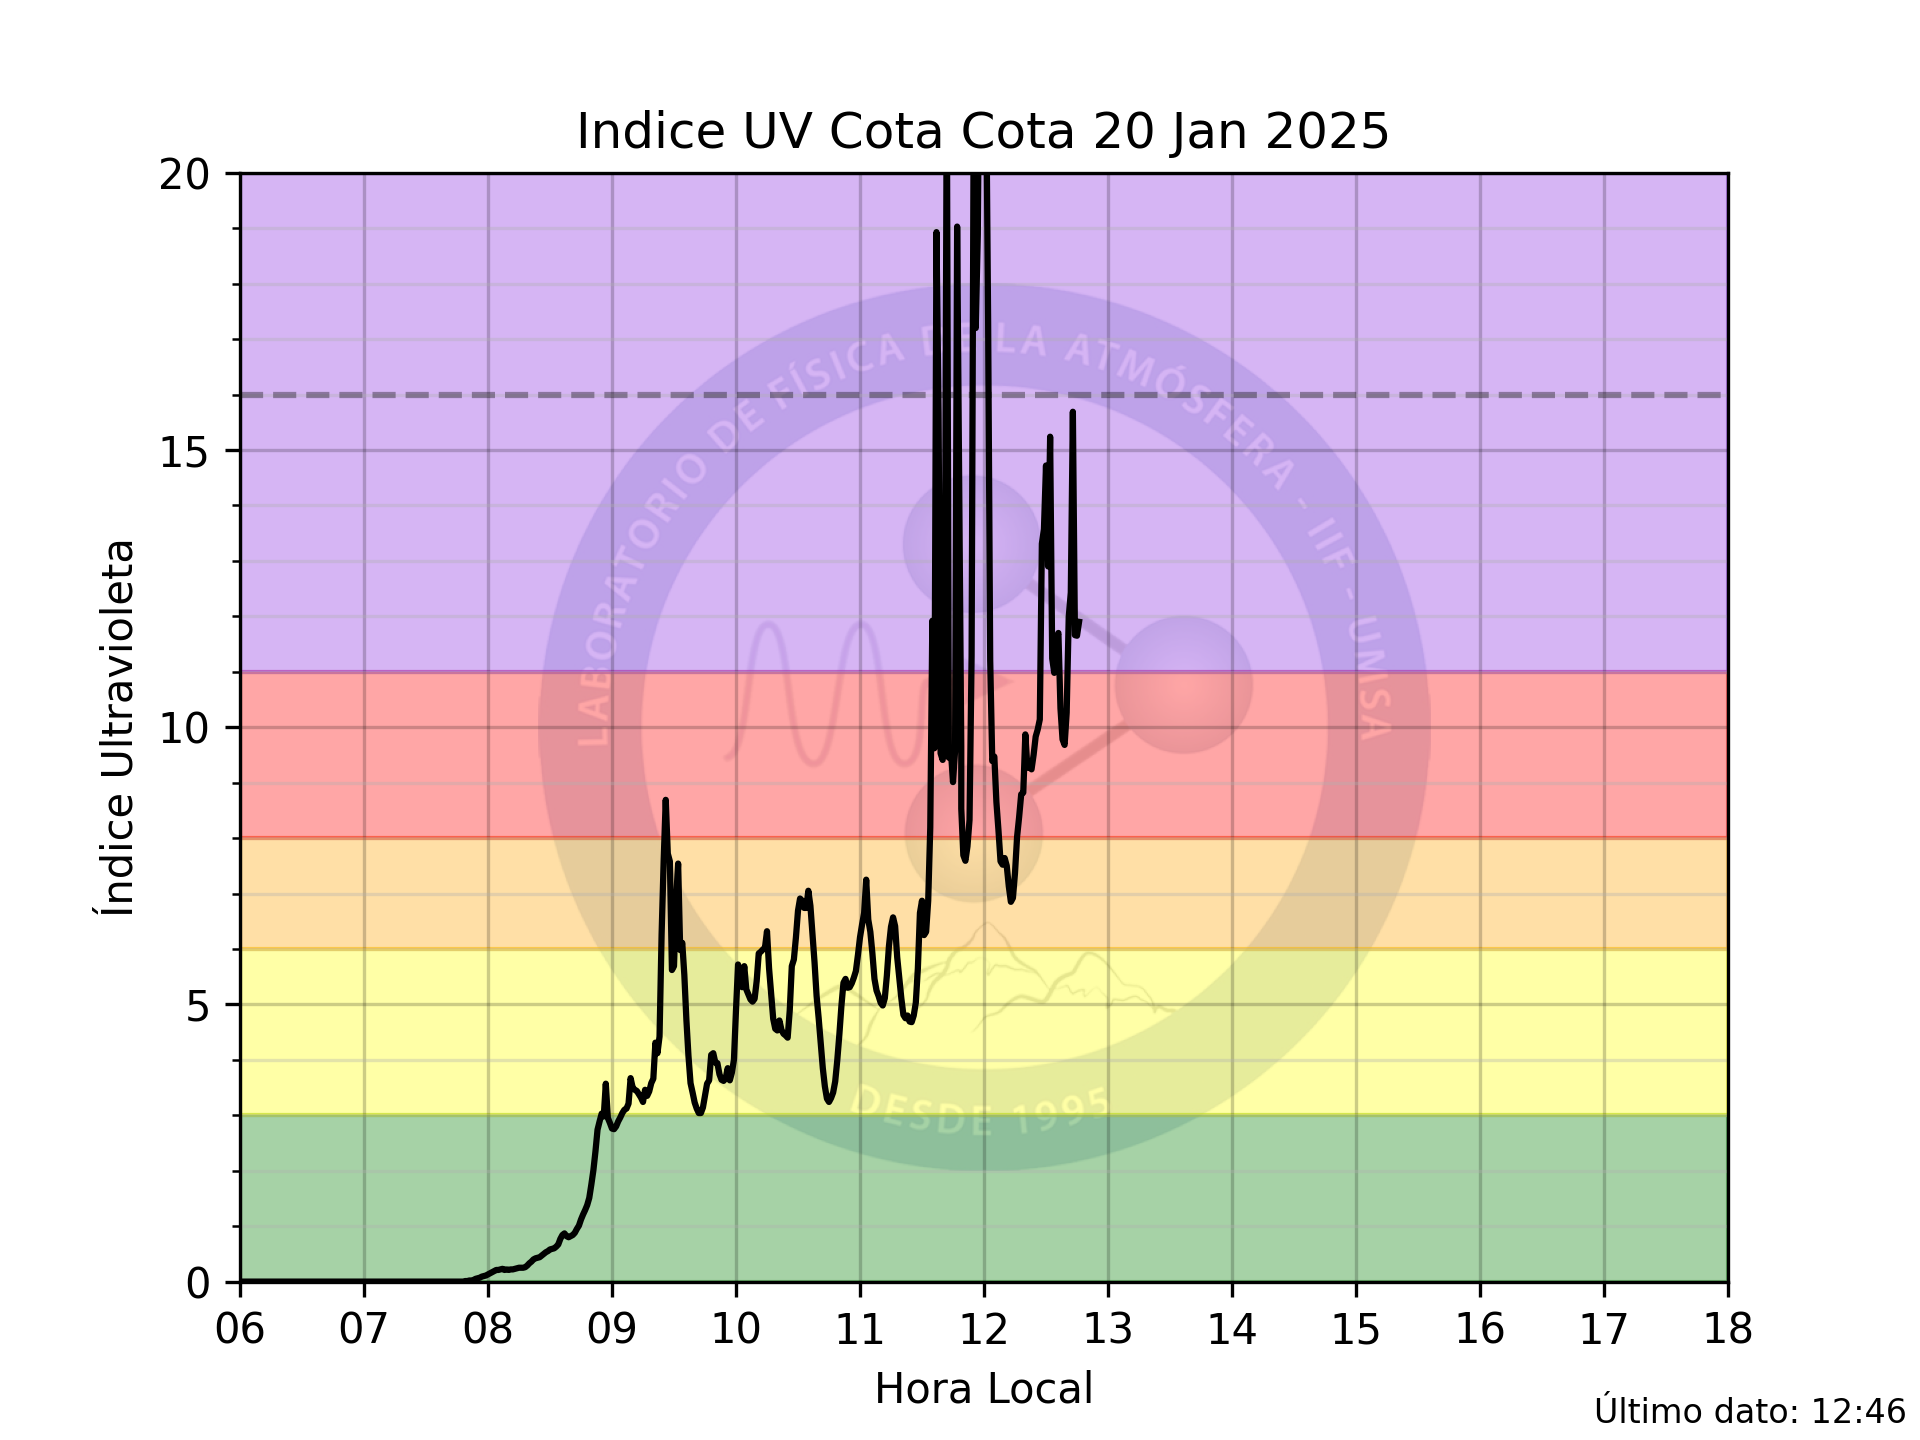 Indice UV Cota Cota 20 Jan 2025
20
15
10
5
0
Índice Ultravioleta
LABORATORIO DE FÍSICA DE LA ATMÓSFERA - IIF - UMSA
DESDE 1995
06 07 08 09 10 11 12 13 14 15 16 17 18
Hora Local
Último dato: 12:46